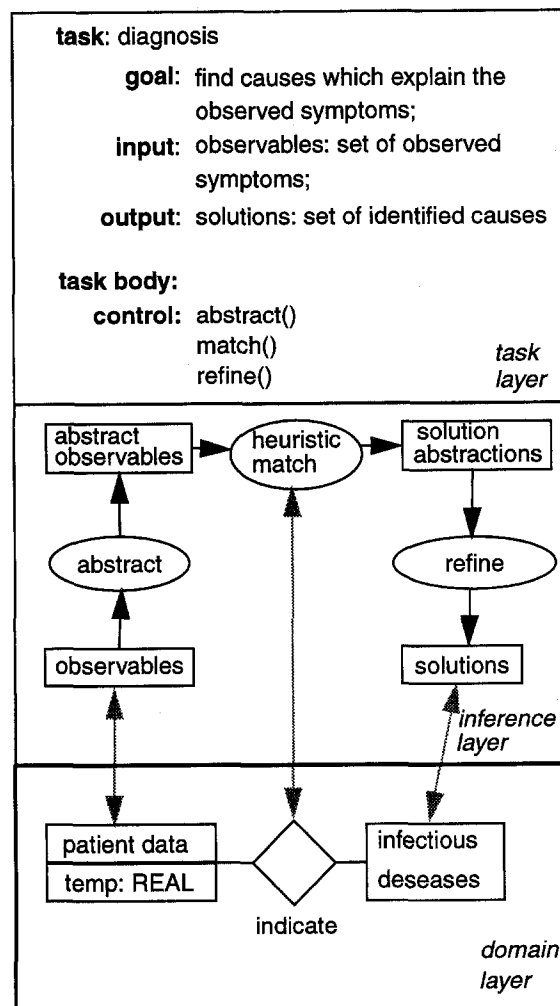 task: diagnosis
goal: find causes which explain the
observed symptoms;
input: observables: set of observed
symptoms;
output: solutions: set of identified causes
task body:
control: abstract()
match()
refine()
task
layer
abstract
observables
heuristic
match
solution
abstractions
abstract
refine
observables
solutions
inference
layer
patient data
temp: REAL
indicate
infectious
deseases
domain
layer